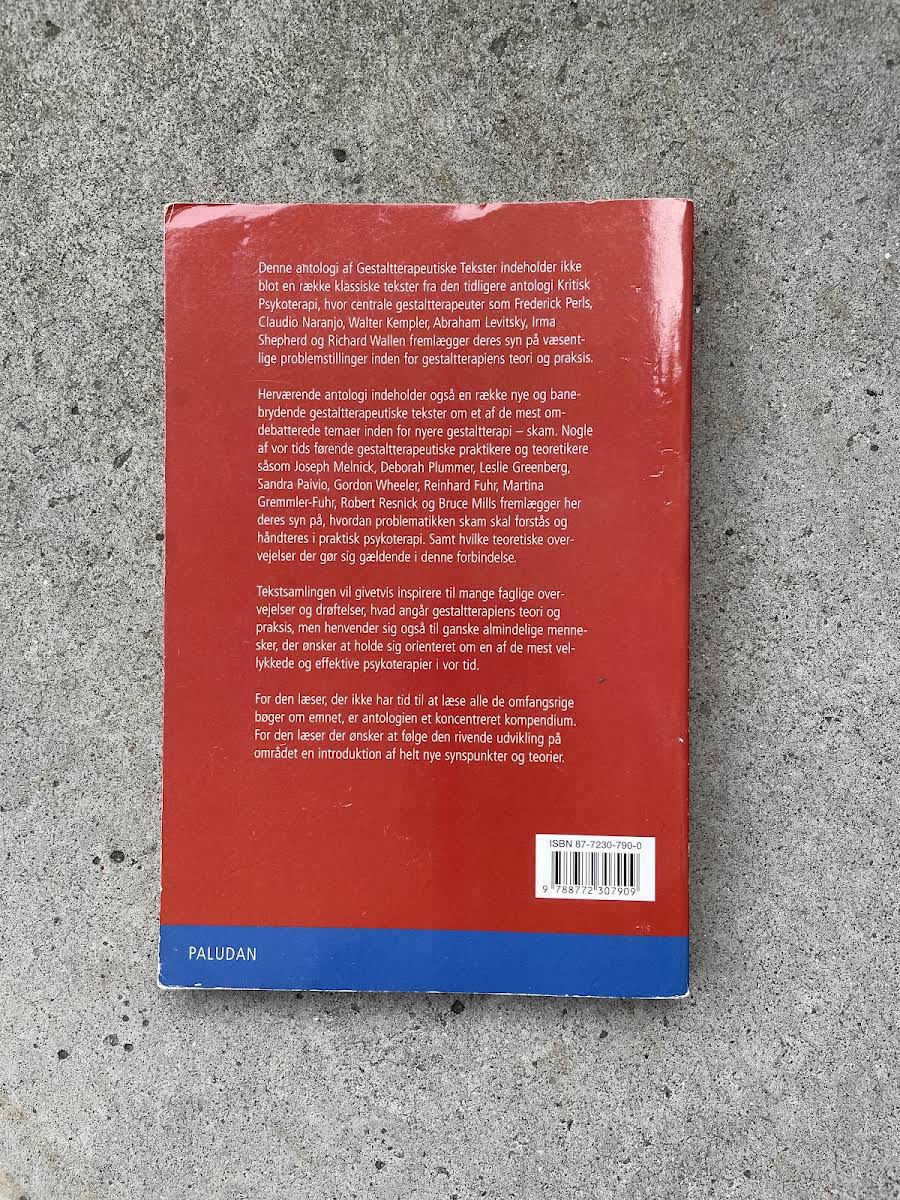 Denne antologi af Gestaltterapeutiske Tekster indeholder ikke
blot en række klassiske tekster fra den tidligere antologi Kritisk
Psykoterapi, hvor centrale gestaltterapeuter som Frederick Perls,
Claudio Naranjo, Walter Kempler, Abraham Levitsky, Irma
Shepherd og Richard Wallen fremlægger deres syn på væsent-
lige problemstillinger inden for gestaltterapiens teori og praksis.
Herværende antologi indeholder også en række nye og bane-
brydende gestaltterapeutiske tekster om et af de mest om-
debatterede temaer inden for nyere gestaltterapi – skam. Nogle
af vor tids førende gestaltterapeutiske praktikere og teoretikere
såsom Joseph Melnick, Deborah Plummer, Leslie Greenberg,
Sandra Paivio, Gordon Wheeler, Reinhard Fuhr, Martina
Gremmler-Fuhr, Robert Resnick og Bruce Mills fremlægger her
deres syn på, hvordan problematikken skam skal forstås og
håndteres i praktisk psykoterapi. Samt hvilke teoretiske over-
vejelser der gør sig gældende i denne forbindelse.
Tekstsamlingen vil givetvis inspirere til mange faglige over-
vejelser og drøftelser, hvad angår gestaltterapiens teori og
praksis, men henvender sig også til ganske almindelige menne-
sker, der ønsker at holde sig orienteret om en af de mest vel-
lykkede og effektive psykoterapier i vor tid.
For den læser, der ikke har tid til at læse alle de omfangsrige
bøger om emnet, er antologien et koncentreret kompendium.
For den læser der ønsker at følge den rivende udvikling på
området en introduktion af helt nye synspunkter og teorier.
ISBN 87-7230-790-0
9 788772 307909
PALUDAN